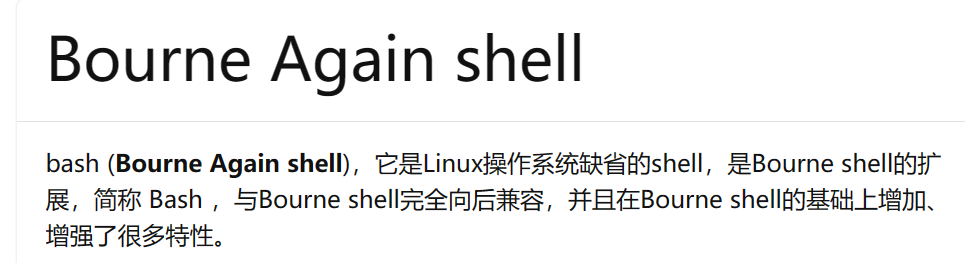 Bourne Again shell
bash (Bourne Again shell)，它是Linux操作系统缺省的shell，是Bourne shell的扩
展，简称 Bash ，与Bourne shell完全向后兼容，并且在Bourne shell的基础上增加、
增强了很多特性。